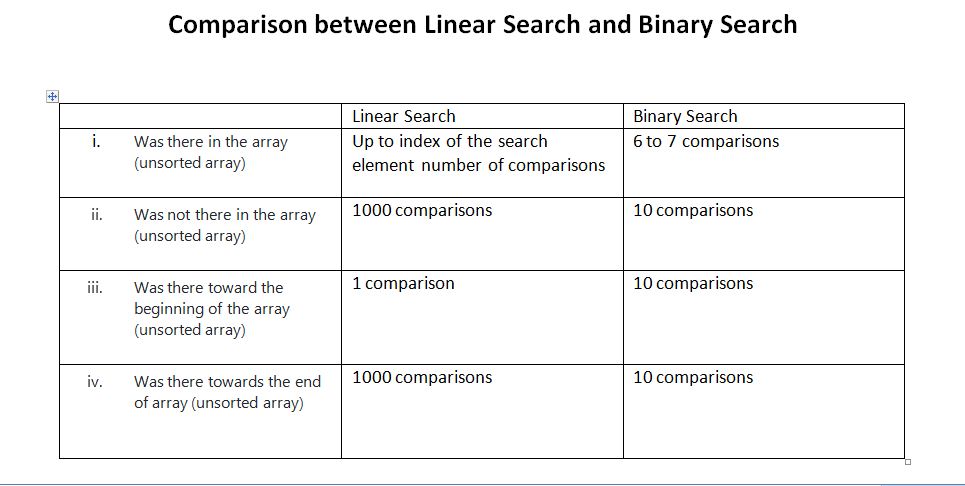 Comparison between Linear Search and Binary Search
Linear Search
Binary Search
i. Was there in the array
(unsorted array)
Up to index of the search
element number of comparisons
6 to 7 comparisons
ii. Was not there in the array
(unsorted array)
1000 comparisons
10 comparisons
iii. Was there toward the
beginning of the array
(unsorted array)
1 comparison
10 comparisons
iv. Was there towards the end
of array (unsorted array)
1000 comparisons
10 comparisons